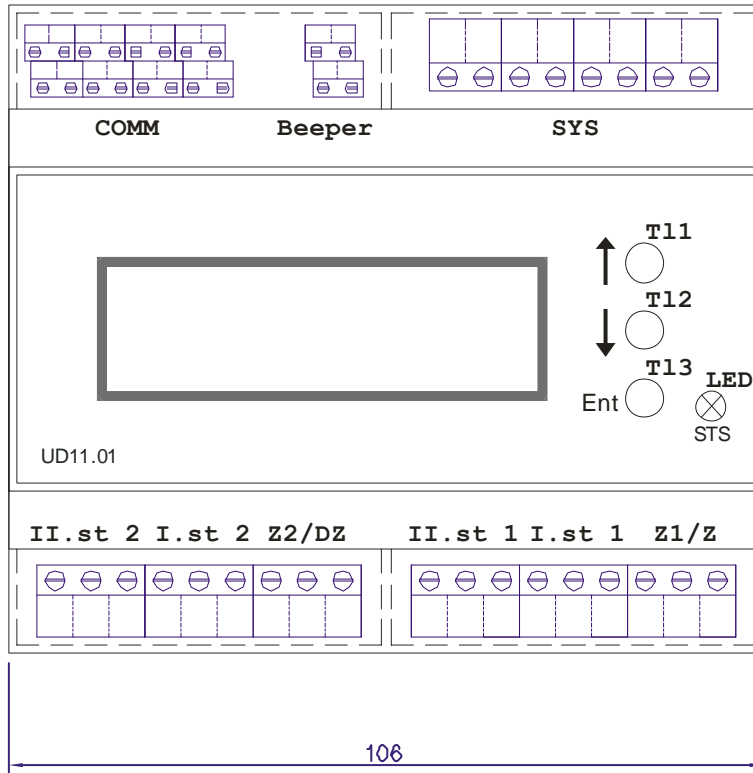 COMM Beeper SYS
Tl1
Tl2
Tl3
Ent
LED
STS
UD11.01
II.st 2 I.st 2 Z2/DZ II.st 1 I.st 1 Z1/Z
106